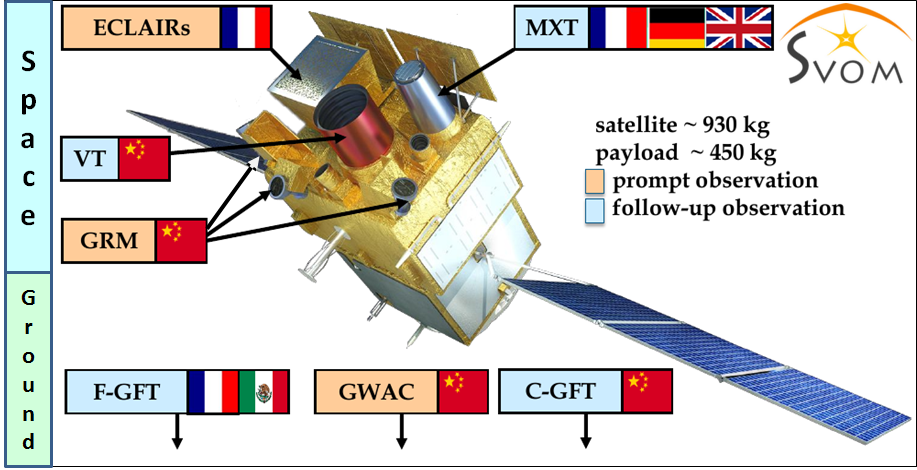 Space
ECLAIRs
MXT
SVOM
satellite ~ 930 kg
payload ~ 450 kg
prompt observation
follow-up observation
VT
GRM
Ground
F-GFT
GWAC
C-GFT